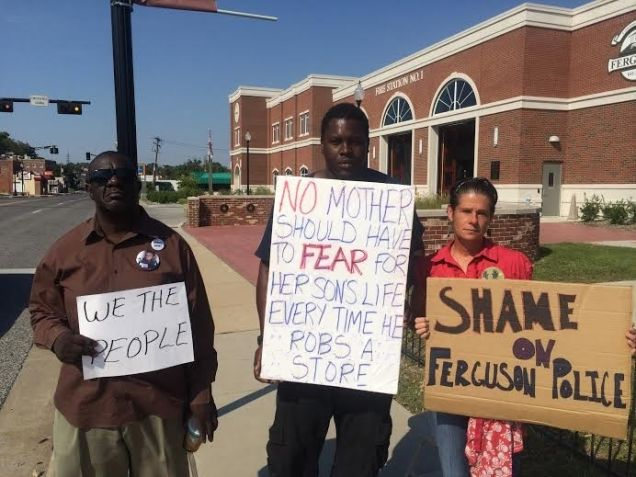 FIRE STATION NO. 1
FERG
WE THE
PEOPLE
NO MOTHER
SHOULD HAVE
TO FEAR FOR
HER SONS LIFE
EVERY TIME HE
ROBS A
STORE
SHAME
ON
FERGUSON POLICE